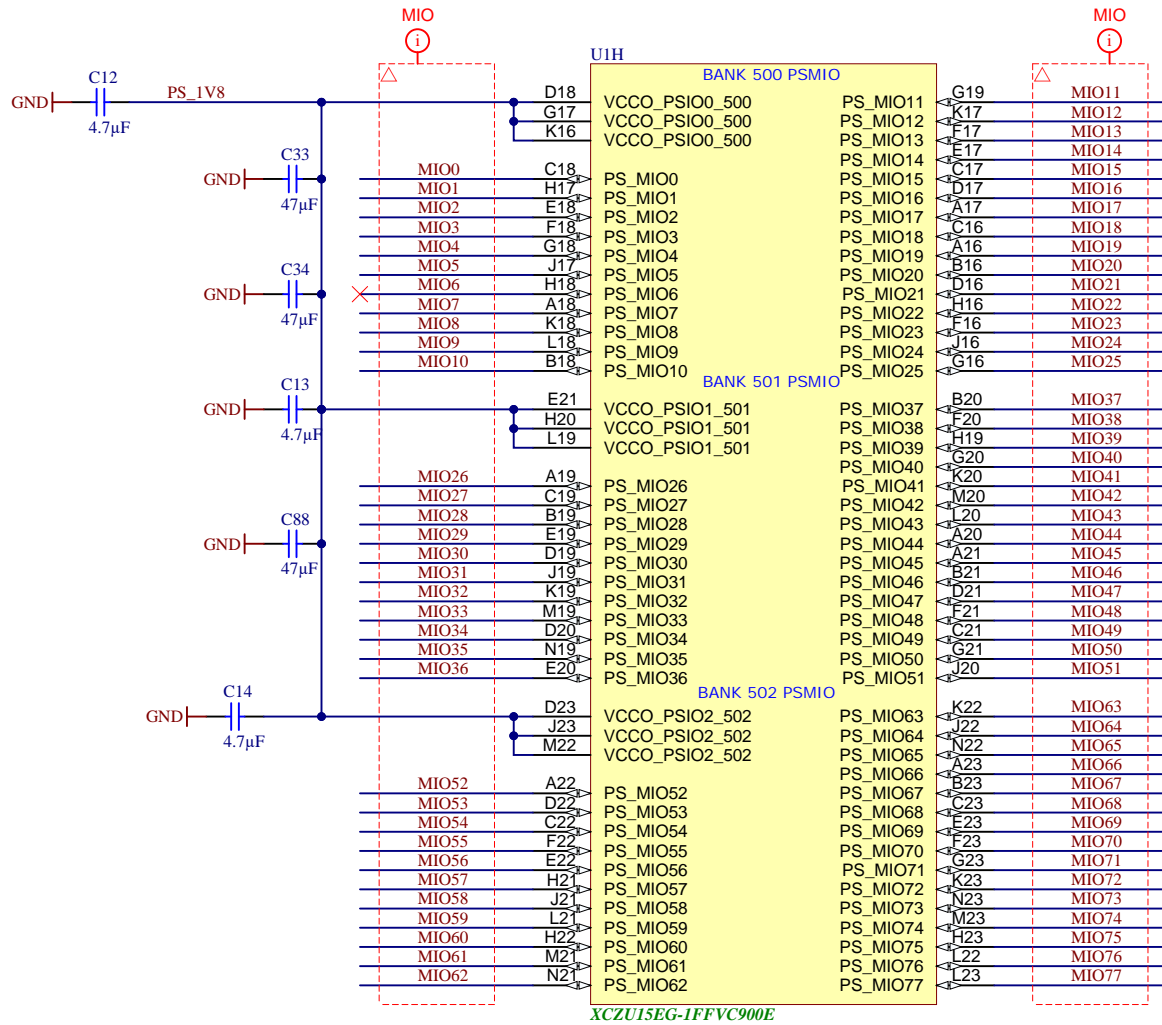 MIO
i
MIO
i
U1H
BANK 500 PSMIO
C12
GND
4.7µF
PS_1V8
D18 VCCO_PSIO0_500
G17 VCCO_PSIO0_500
K16 VCCO_PSIO0_500
C33
GND
47µF
MIO0 C18 PS_MIO0
MIO1 H17 PS_MIO1
MIO2 E18 PS_MIO2
MIO3 F18 PS_MIO3
MIO4 G18 PS_MIO4
MIO5 J17 PS_MIO5
MIO6 H18 PS_MIO6
MIO7 A18 PS_MIO7
MIO8 K18 PS_MIO8
MIO9 L18 PS_MIO9
MIO10 B18 PS_MIO10
C34
GND
47µF
PS_MIO11 G19 MIO11
PS_MIO12 K17 MIO12
PS_MIO13 F17 MIO13
PS_MIO14 E17 MIO14
PS_MIO15 C17 MIO15
PS_MIO16 D17 MIO16
PS_MIO17 A17 MIO17
PS_MIO18 C16 MIO18
PS_MIO19 A16 MIO19
PS_MIO20 B16 MIO20
PS_MIO21 D16 MIO21
PS_MIO22 H16 MIO22
PS_MIO23 F16 MIO23
PS_MIO24 J16 MIO24
PS_MIO25 G16 MIO25
BANK 501 PSMIO
C13
GND
4.7µF
E21 VCCO_PSIO1_501
H20 VCCO_PSIO1_501
L19 VCCO_PSIO1_501
MIO26 A19 PS_MIO26
MIO27 C19 PS_MIO27
MIO28 B19 PS_MIO28
MIO29 E19 PS_MIO29
MIO30 D19 PS_MIO30
MIO31 J19 PS_MIO31
MIO32 K19 PS_MIO32
MIO33 M19 PS_MIO33
MIO34 D20 PS_MIO34
MIO35 N19 PS_MIO35
MIO36 E20 PS_MIO36
C88
GND
47µF
PS_MIO37 B20 MIO37
PS_MIO38 F20 MIO38
PS_MIO39 H19 MIO39
PS_MIO40 G20 MIO40
PS_MIO41 K20 MIO41
PS_MIO42 M20 MIO42
PS_MIO43 L20 MIO43
PS_MIO44 A20 MIO44
PS_MIO45 A21 MIO45
PS_MIO46 B21 MIO46
PS_MIO47 D21 MIO47
PS_MIO48 F21 MIO48
PS_MIO49 C21 MIO49
PS_MIO50 G21 MIO50
PS_MIO51 J20 MIO51
BANK 502 PSMIO
C14
GND
4.7µF
D23 VCCO_PSIO2_502
J23 VCCO_PSIO2_502
M22 VCCO_PSIO2_502
MIO52 A22 PS_MIO52
MIO53 D22 PS_MIO53
MIO54 C22 PS_MIO54
MIO55 F22 PS_MIO55
MIO56 E22 PS_MIO56
MIO57 H21 PS_MIO57
MIO58 J21 PS_MIO58
MIO59 L21 PS_MIO59
MIO60 H22 PS_MIO60
MIO61 M21 PS_MIO61
MIO62 N21 PS_MIO62
PS_MIO63 K22 MIO63
PS_MIO64 J22 MIO64
PS_MIO65 N22 MIO65
PS_MIO66 A23 MIO66
PS_MIO67 B23 MIO67
PS_MIO68 C23 MIO68
PS_MIO69 E23 MIO69
PS_MIO70 F23 MIO70
PS_MIO71 G23 MIO71
PS_MIO72 K23 MIO72
PS_MIO73 N23 MIO73
PS_MIO74 M23 MIO74
PS_MIO75 H23 MIO75
PS_MIO76 L22 MIO76
PS_MIO77 L23 MIO77
XCZU15EG-1FFVC900E